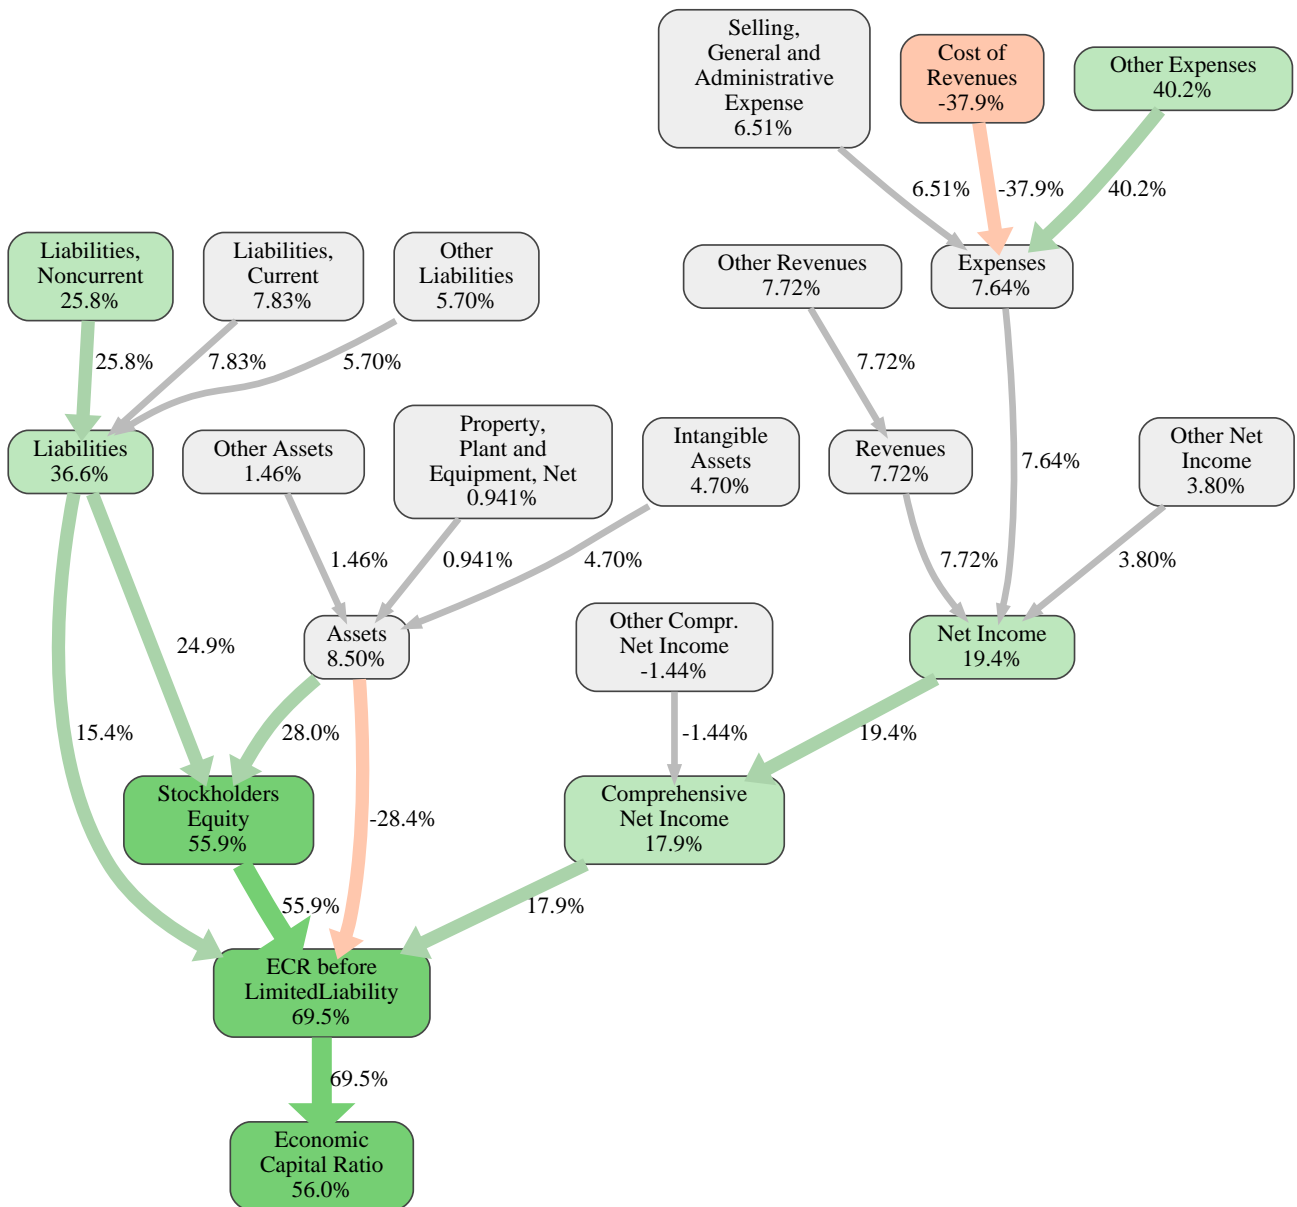 Selling,
General and
Administrative
Expense
6.51%
Cost of
Revenues
-37.9%
Other Expenses
40.2%
6.51%
-37.9%
40.2%
Liabilities,
Noncurrent
25.8%
Liabilities,
Current
7.83%
Other
Liabilities
5.70%
Other Revenues
7.72%
Expenses
7.64%
25.8%
7.83%
5.70%
7.72%
Liabilities
36.6%
Other Assets
1.46%
Property,
Plant and
Equipment, Net
0.941%
Intangible
Assets
4.70%
Revenues
7.72%
7.64%
Other Net
Income
3.80%
1.46%
0.941%
4.70%
7.72%
3.80%
24.9%
Assets
8.50%
Other Compr.
Net Income
-1.44%
Net Income
19.4%
15.4%
28.0%
-1.44%
19.4%
Stockholders
Equity
55.9%
-28.4%
Comprehensive
Net Income
17.9%
55.9%
17.9%
ECR before
LimitedLiability
69.5%
69.5%
Economic
Capital Ratio
56.0%